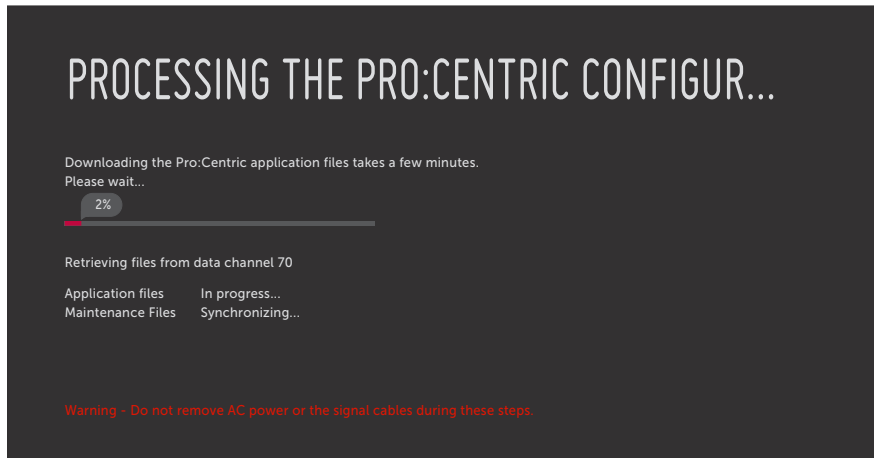 PROCESSING THE PRO:CENTRIC CONFIGUR...
Downloading the Pro:Centric application files takes a few minutes.
Please wait...
2%
Retrieving files from data channel 70
Application files In progress...
Maintenance Files Synchronizing...
Warning - Do not remove AC power or the signal cables during these steps.